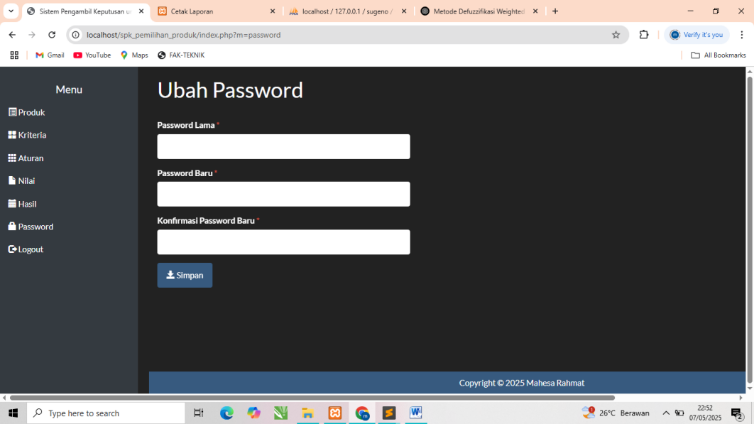 Sistem Pengambil Keputusan u
Cetak Laporan
localhost / 127.0.0.1 / sugeno /
Metode Defuzzifikasi Weighted
localhost/spk_pemilihan_produk/index.php?m=password
Verify it's you
Gmail
YouTube
Maps
FAK-TEKNIK
All Bookmarks
Menu
Produk
Kriteria
Aturan
Nilai
Hasil
Password
Logout
Ubah Password
Password Lama *
Password Baru *
Konfirmasi Password Baru *
Simpan
Copyright © 2025 Mahesa Rahmat
Type here to search
26°C Berawan
22:52
07/05/2025